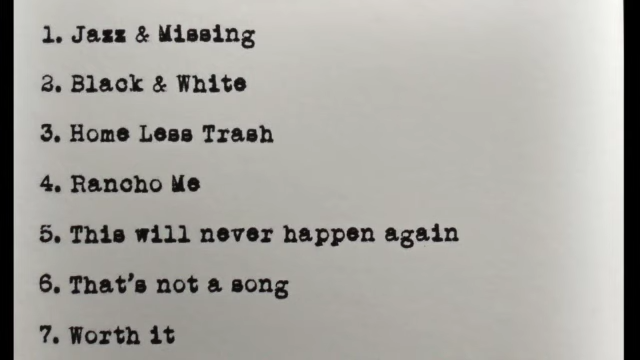 1. Jazz & Missing
2. Black & White
3. Home Less Trash
4. Rancho Me
5. This will never happen again
6. That's not a song
7. Worth it